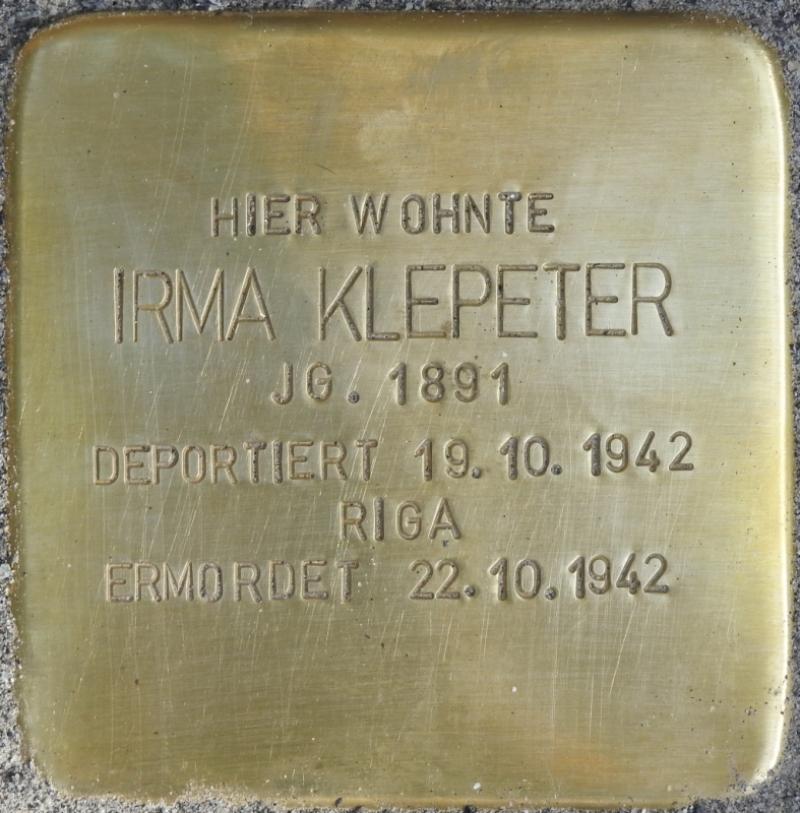 HIER WOHNTE
IRMA KLEPETER
JG. 1891
DEPORTIERT 19.10.1942
RIGA
ERMORDET 22.10.1942